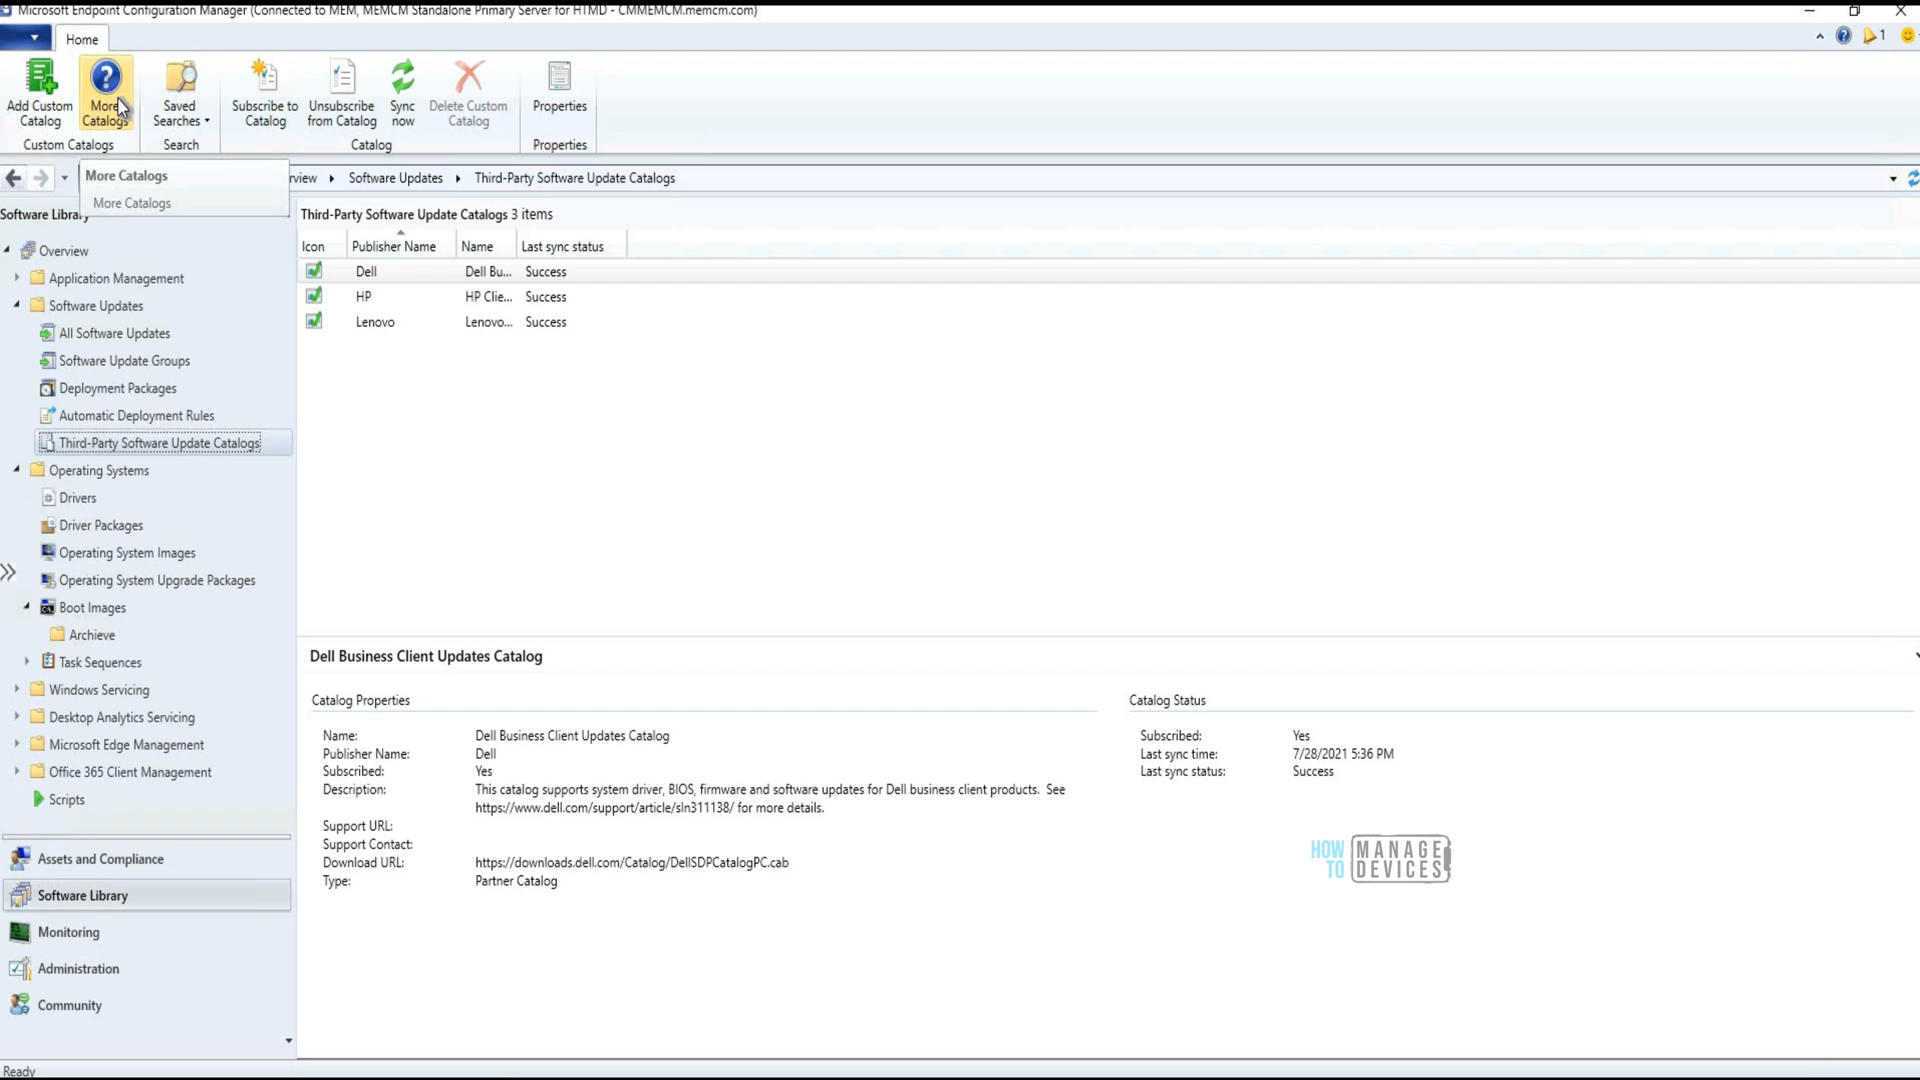 Microsoft Endpoint Configuration Manager (Connected to MEM, MEMCM Standalone Primary Server for HTMD - CMMEMCM.memcm.com)
Home
1
Add Custom Catalog
More Catalogs
Saved Searches
Subscribe to Catalog
Unsubscribe from Catalog
Sync now
Delete Custom Catalog
Properties
Custom Catalogs
Search
Catalog
Properties
More Catalogs
More Catalogs
rview
Software Updates
Third-Party Software Update Catalogs
Software Library
Overview
Application Management
Software Updates
All Software Updates
Software Update Groups
Deployment Packages
Automatic Deployment Rules
Third-Party Software Update Catalogs
Operating Systems
Drivers
Driver Packages
Operating System Images
Operating System Upgrade Packages
Boot Images
Archieve
Task Sequences
Windows Servicing
Desktop Analytics Servicing
Microsoft Edge Management
Office 365 Client Management
Scripts
Assets and Compliance
Software Library
Monitoring
Administration
Community
Third-Party Software Update Catalogs 3 items
Icon Publisher Name Name Last sync status
Dell Dell Bu... Success
HP HP Clie... Success
Lenovo Lenovo... Success
Dell Business Client Updates Catalog
Catalog Properties
Name: Dell Business Client Updates Catalog
Publisher Name: Dell
Subscribed: Yes
Description: This catalog supports system driver, BIOS, firmware and software updates for Dell business client products. See
https://www.dell.com/support/article/sln311138/ for more details.
Support URL:
Support Contact:
Download URL: https://downloads.dell.com/Catalog/DellSDPCatalogPC.cab
Type: Partner Catalog
Catalog Status
Subscribed: Yes
Last sync time: 7/28/2021 5:36 PM
Last sync status: Success
HOW TO MANAGE DEVICES
Ready